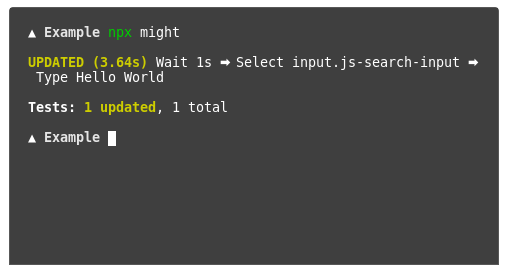 ▲ Example npx might
UPDATED (3.64s) Wait 1s ➡ Select input.js-search-input ➡
Type Hello World
Tests: 1 updated, 1 total
▲ Example